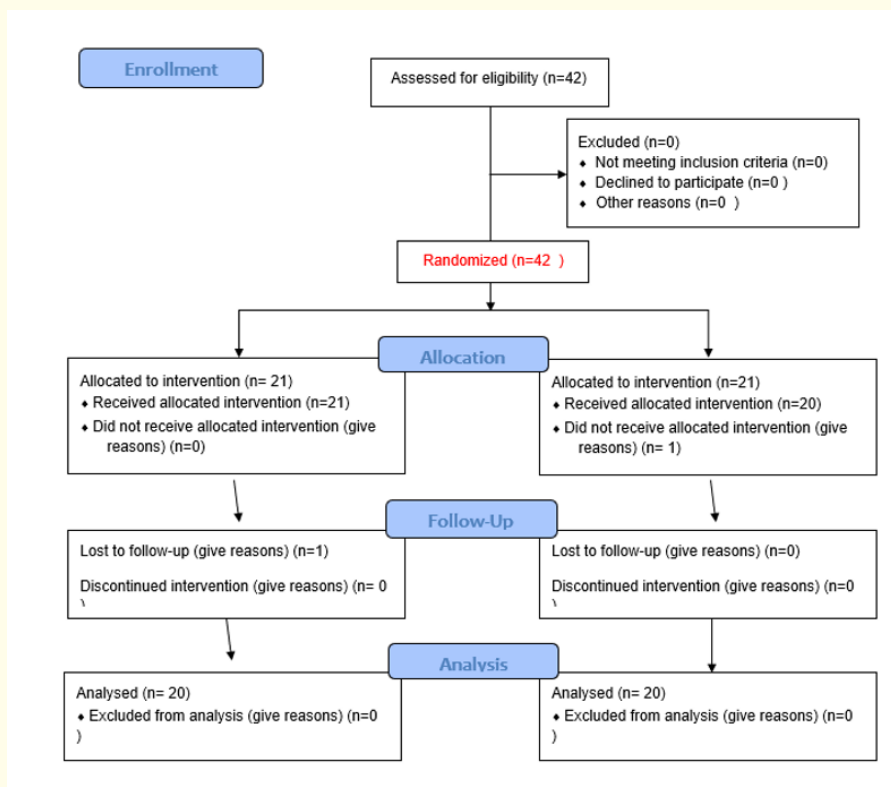 Enrollment
Assessed for eligibility (n=42)
Excluded (n=0)
⬧ Not meeting inclusion criteria (n=0)
⬧ Declined to participate (n=0 )
⬧ Other reasons (n=0 )
Randomized (n=42 )
Allocation
Allocated to intervention (n= 21)
⬧ Received allocated intervention (n=21)
⬧ Did not receive allocated intervention (give
reasons) (n=0)
Allocated to intervention (n=21)
⬧ Received allocated intervention (n=20)
⬧ Did not receive allocated intervention (give
reasons) (n= 1)
Follow-Up
Lost to follow-up (give reasons) (n=1)
Discontinued intervention (give reasons) (n= 0
)
Lost to follow-up (give reasons) (n=0)
Discontinued intervention (give reasons) (n=0
)
Analysis
Analysed (n= 20)
⬧ Excluded from analysis (give reasons) (n=0
)
Analysed (n= 20)
⬧ Excluded from analysis (give reasons) (n=0
)